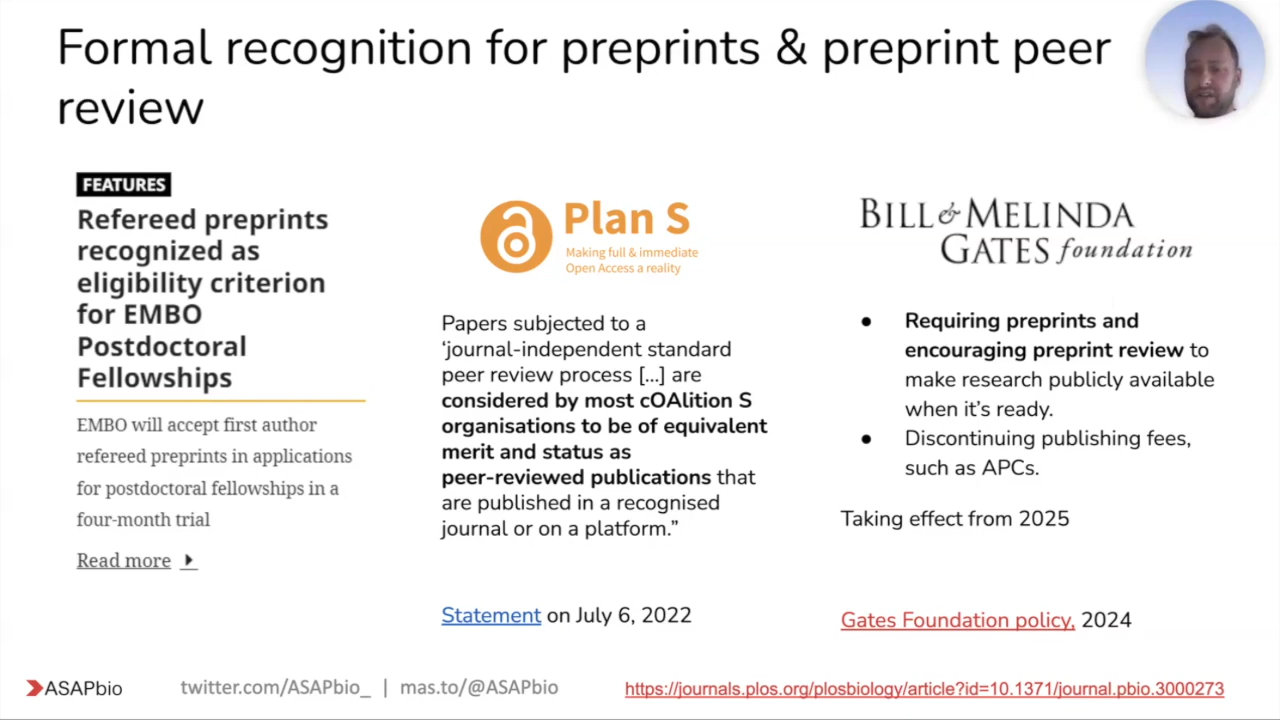 Formal recognition for preprints & preprint peer
review
FEATURES
Refereed preprints
recognized as
eligibility criterion
for EMBO
Postdoctoral
Fellowships
EMBO will accept first author
refereed preprints in applications
for postdoctoral fellowships in a
four-month trial
Read more
Plan S
Making full & immediate
Open Access a reality
Papers subjected to a
‘journal-independent standard
peer review process [...] are
considered by most cOAlition S
organisations to be of equivalent
merit and status as
peer-reviewed publications that
are published in a recognised
journal or on a platform.”
Statement on July 6, 2022
BILL & MELINDA
GATES foundation
● Requiring preprints and
encouraging preprint review to
make research publicly available
when it’s ready.
● Discontinuing publishing fees,
such as APCs.
Taking effect from 2025
Gates Foundation policy, 2024
ASAPbio
twitter.com/ASAPbio_ | mas.to/@ASAPbio
https://journals.plos.org/plosbiology/article?id=10.1371/journal.pbio.3000273